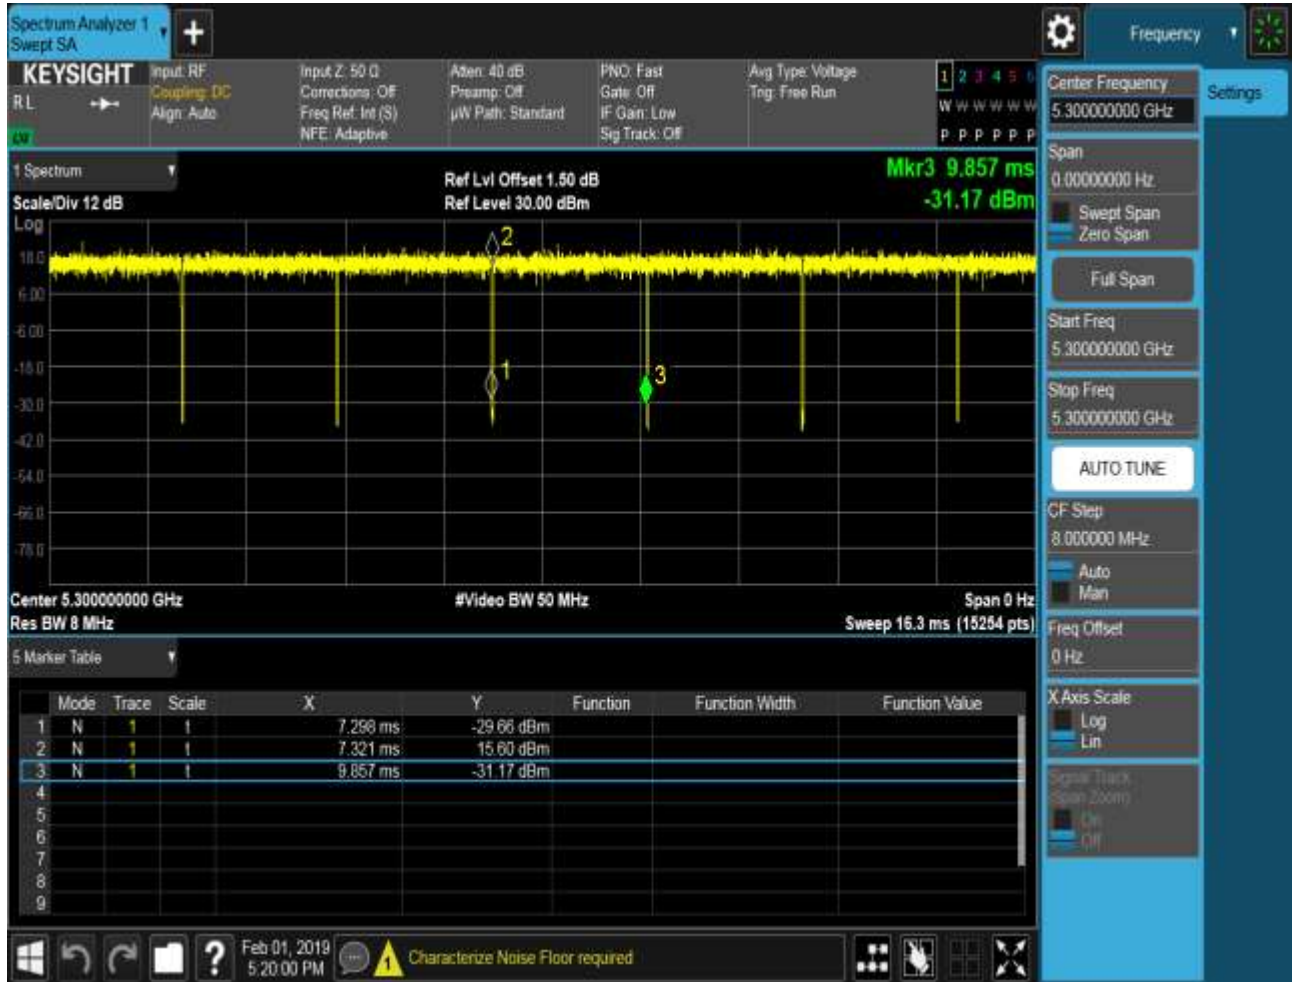 Spectrum Analyzer 1
Swept SA
+
Frequency
KEYSIGHT
RL
Input: RF
Coupling: DC
Align: Auto
Input Z: 50 Ω
Corrections: Off
Freq Ref: Int (S)
NFE: Adaptive
Atten: 40 dB
Preamp: Off
µW Path: Standard
PNO: Fast
Gate: Off
IF Gain: Low
Sig Track: Off
Avg Type: Voltage
Trig: Free Run
1 2 3 4 5 6
W W W W W W
P P P P P P
1 Spectrum
Scale/Div 12 dB
Ref Lvl Offset 1.50 dB
Ref Level 30.00 dBm
Mkr3 9.857 ms
-31.17 dBm
Log
18.0
6.00
-6.00
-18.0
-30.0
-42.0
-54.0
-66.0
-78.0
2
1
3
Center 5.300000000 GHz
#Video BW 50 MHz
Span 0 Hz
Res BW 8 MHz
Sweep 16.3 ms (15254 pts)
5 Marker Table
Mode Trace Scale X Y Function Function Width Function Value
1 N 1 t 7.298 ms -29.66 dBm
2 N 1 t 7.321 ms 15.60 dBm
3 N 1 t 9.857 ms -31.17 dBm
4
5
6
7
8
9
Feb 01, 2019
5:20:00 PM
?
1
Characterize Noise Floor required
Center Frequency
5.300000000 GHz
Settings
Span
0.00000000 Hz
Swept Span
Zero Span
Full Span
Start Freq
5.300000000 GHz
Stop Freq
5.300000000 GHz
AUTO TUNE
CF Step
8.000000 MHz
Auto
Man
Freq Offset
0 Hz
X Axis Scale
Log
Lin
Signal Track
(Span Zoom)
On
Off